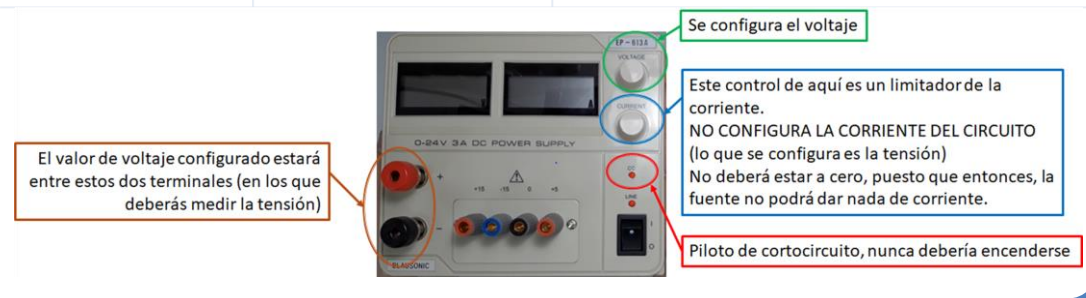 Se configura el voltaje
EP-613A
VOLTAGE
Este control de aquí es un limitador de la
corriente.
NO CONFIGURA LA CORRIENTE DEL CIRCUITO
(lo que se configura es la tensión)
No deberá estar a cero, puesto que entonces, la
fuente no podrá dar nada de corriente.
CURRENT
0-24V 3A DC POWER SUPPLY
El valor de voltaje configurado estará
entre estos dos terminales (en los que
deberás medir la tensión)
+
+15 -15 0 +5
-
LINE
I
O
BLAUSONIC
Piloto de cortocircuito, nunca debería encenderse